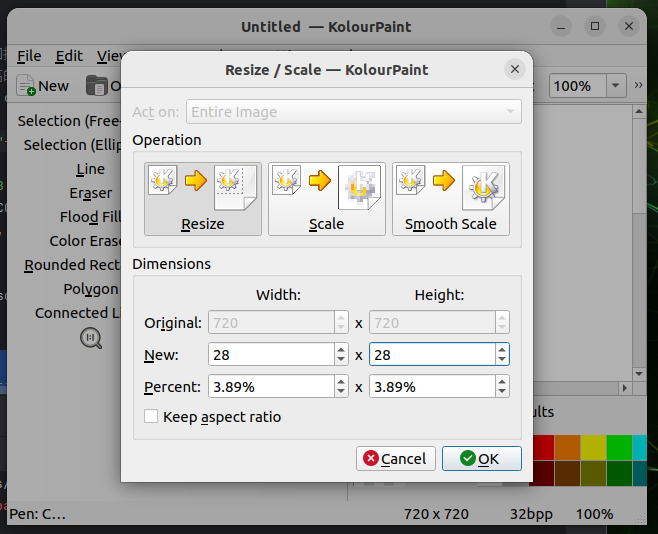 Untitled — KolourPaint
File Edit View
New
100%
Resize / Scale — KolourPaint
Act on: Entire Image
Operation
Resize Scale Smooth Scale
Dimensions
Width: Height:
Original: 720 x 720
New: 28 x 28
Percent: 3.89% x 3.89%
Keep aspect ratio
Cancel OK
Selection (Free-
Selection (Ellip
Line
Eraser
Flood Fill
Color Erase
Rounded Rect
Polygon
Connected Li
1:1
ults
Pen: C... 720 x 720 32bpp 100%